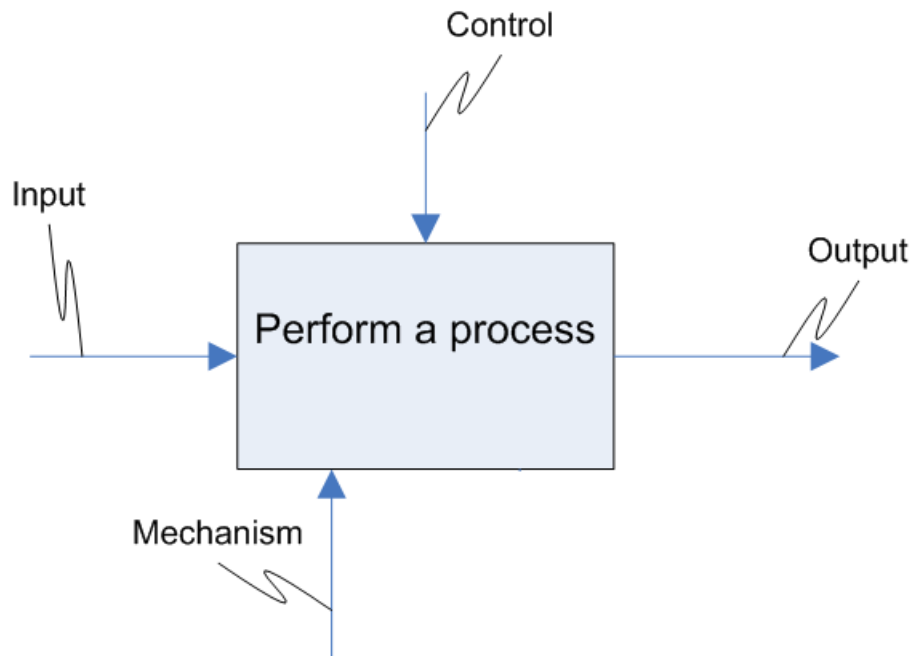 Control
Input
Output
Perform a process
Mechanism